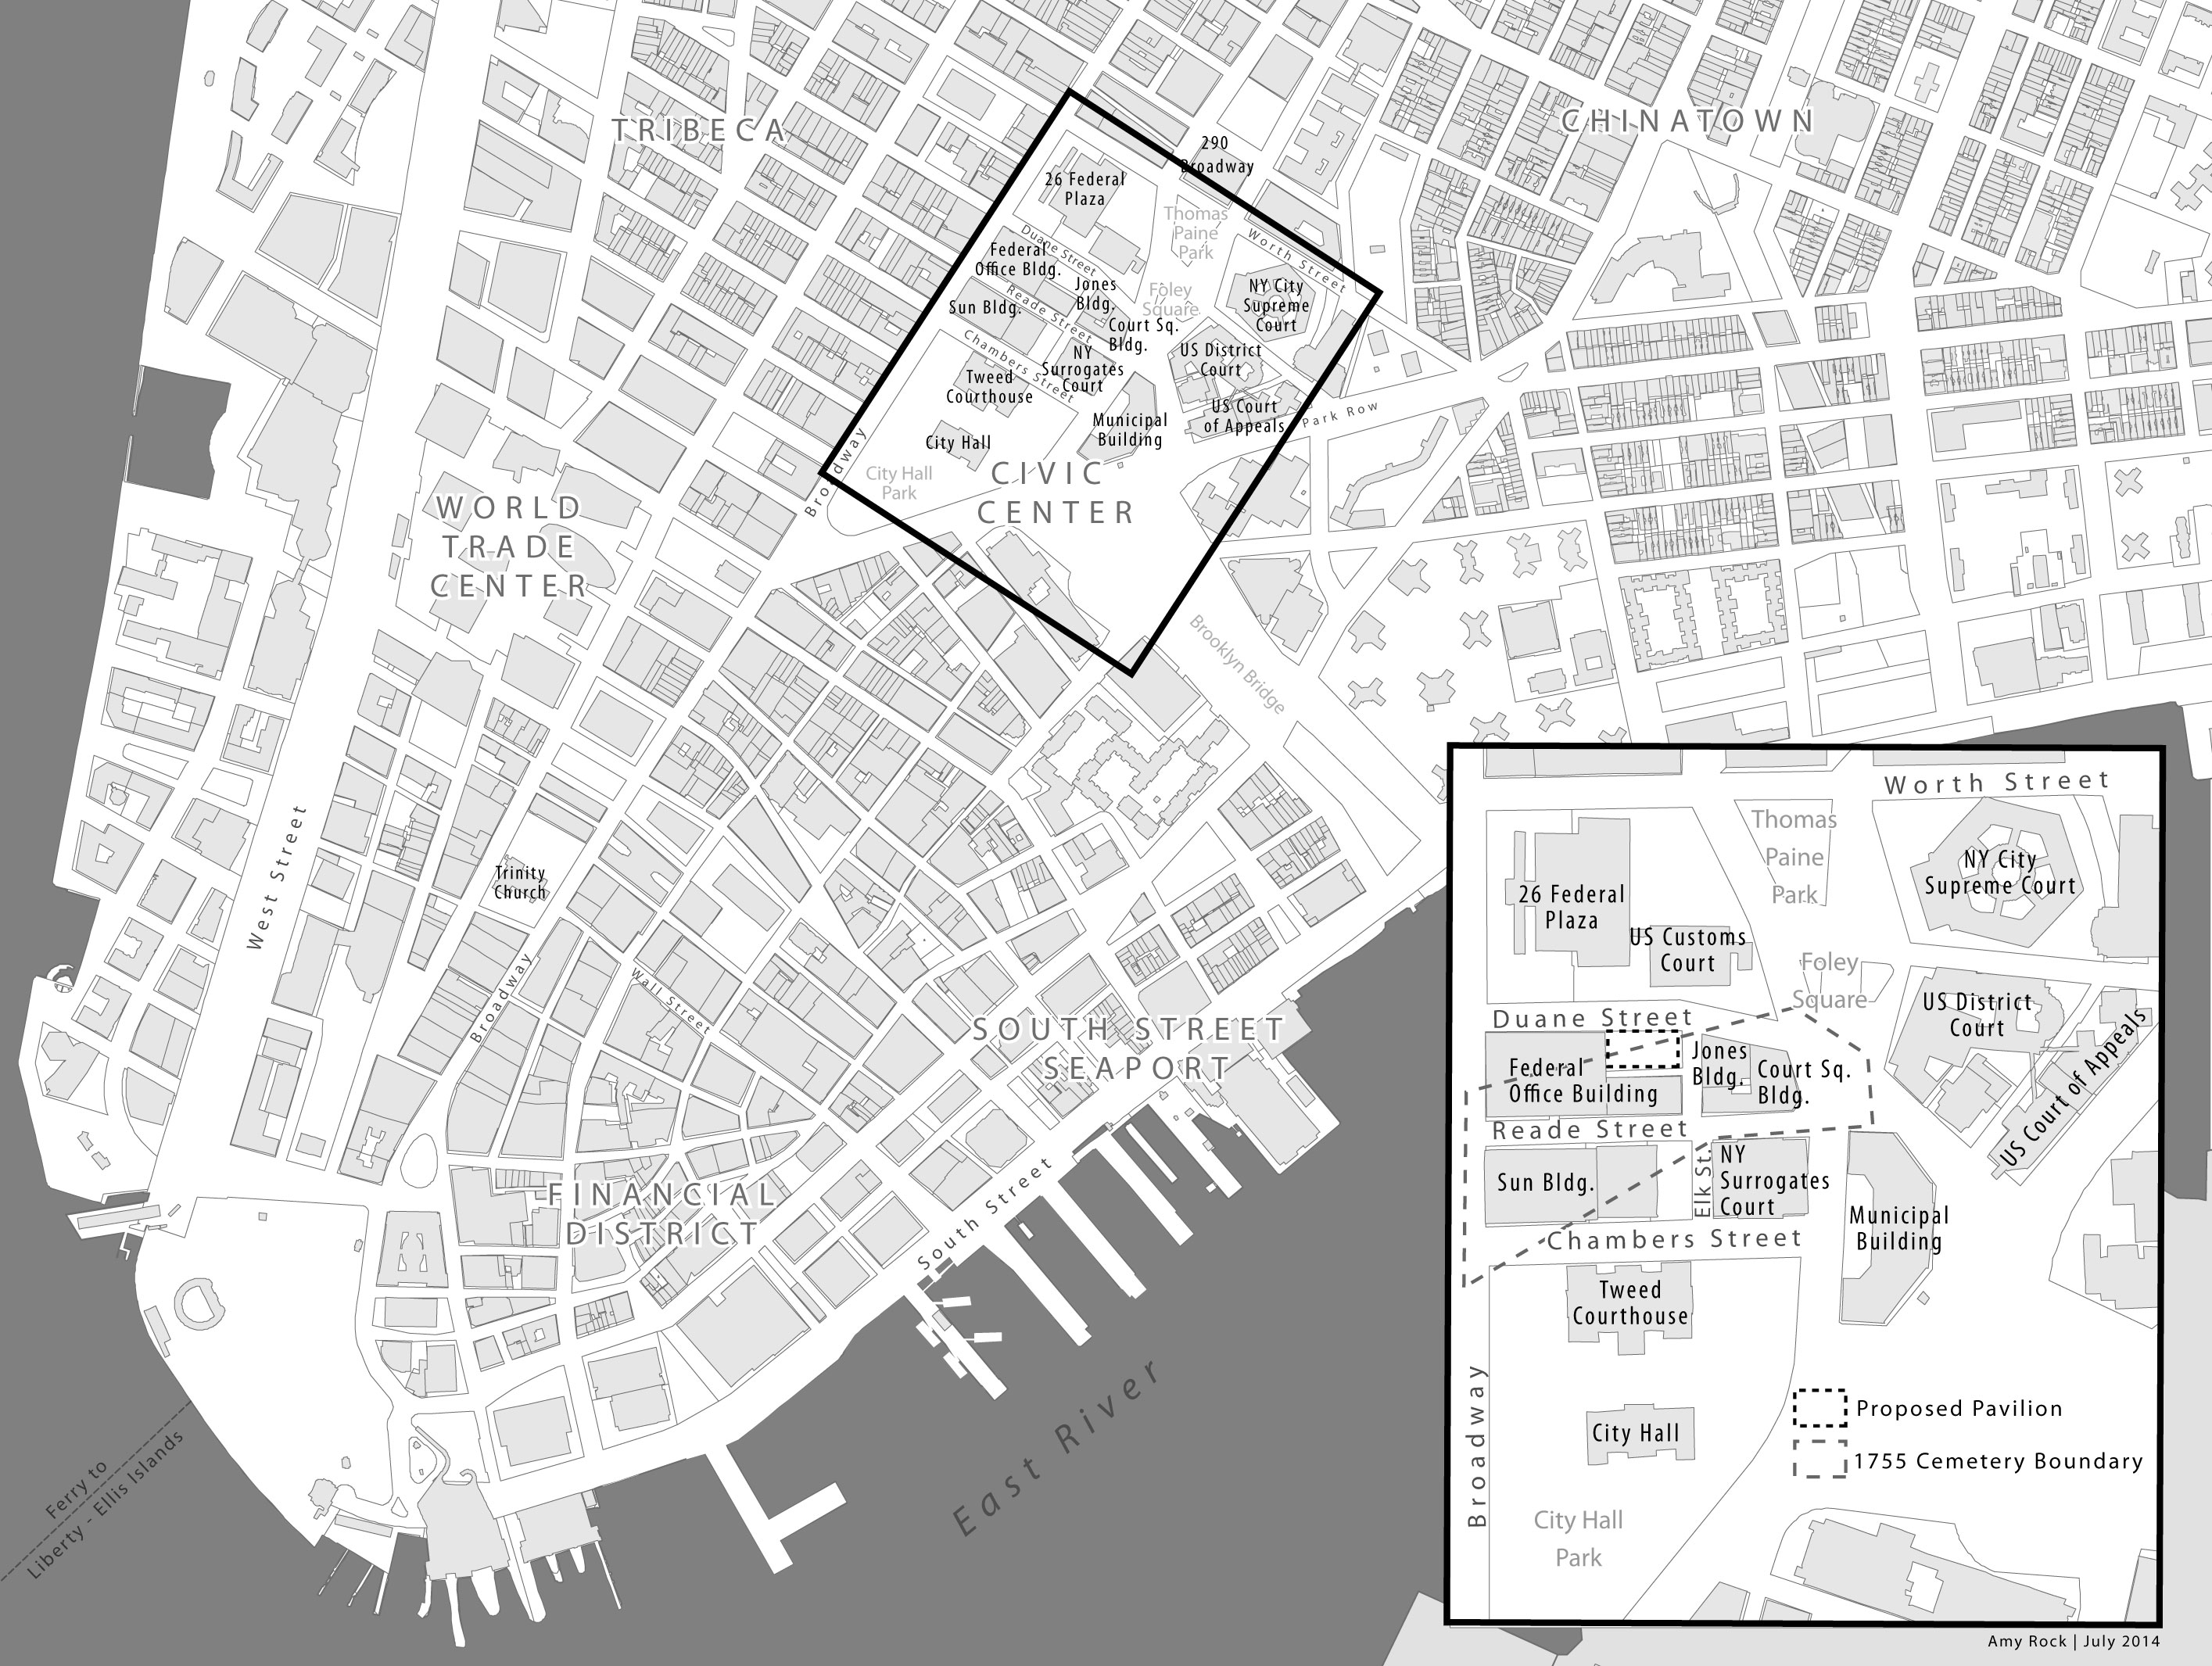 TRIBECA
CHINATOWN
290
Broadway
26 Federal
Plaza
Thomas
Paine
Park
Duane Street
Worth Street
Federal
Office Bldg.
Jones
Bldg.
Foley
Square
NY City
Supreme
Court
Reade Street
Sun Bldg.
Court Sq.
Bldg.
Chambers Street
NY
Surrogates
Court
US District
Court
Tweed
Courthouse
US Court
of Appeals
Park Row
Municipal
Building
City Hall
Broadway
City Hall
Park
CIVIC
CENTER
WORLD
TRADE
CENTER
Brooklyn Bridge
West Street
Trinity
Church
Broadway
Wall Street
SOUTH STREET
SEAPORT
FINANCIAL
DISTRICT
South Street
East River
Ferry to
Liberty - Ellis Islands
Worth Street
Thomas
Paine
Park
NY City
Supreme Court
26 Federal
Plaza
US Customs
Court
Foley
Square
US District
Court
US Court of Appeals
Duane Street
Federal
Office Building
Jones
Bldg.
Court Sq.
Bldg.
Reade Street
Sun Bldg.
Elk St.
NY
Surrogates
Court
Municipal
Building
Chambers Street
Tweed
Courthouse
Broadway
City Hall
City Hall
Park
Proposed Pavilion
1755 Cemetery Boundary
Amy Rock | July 2014